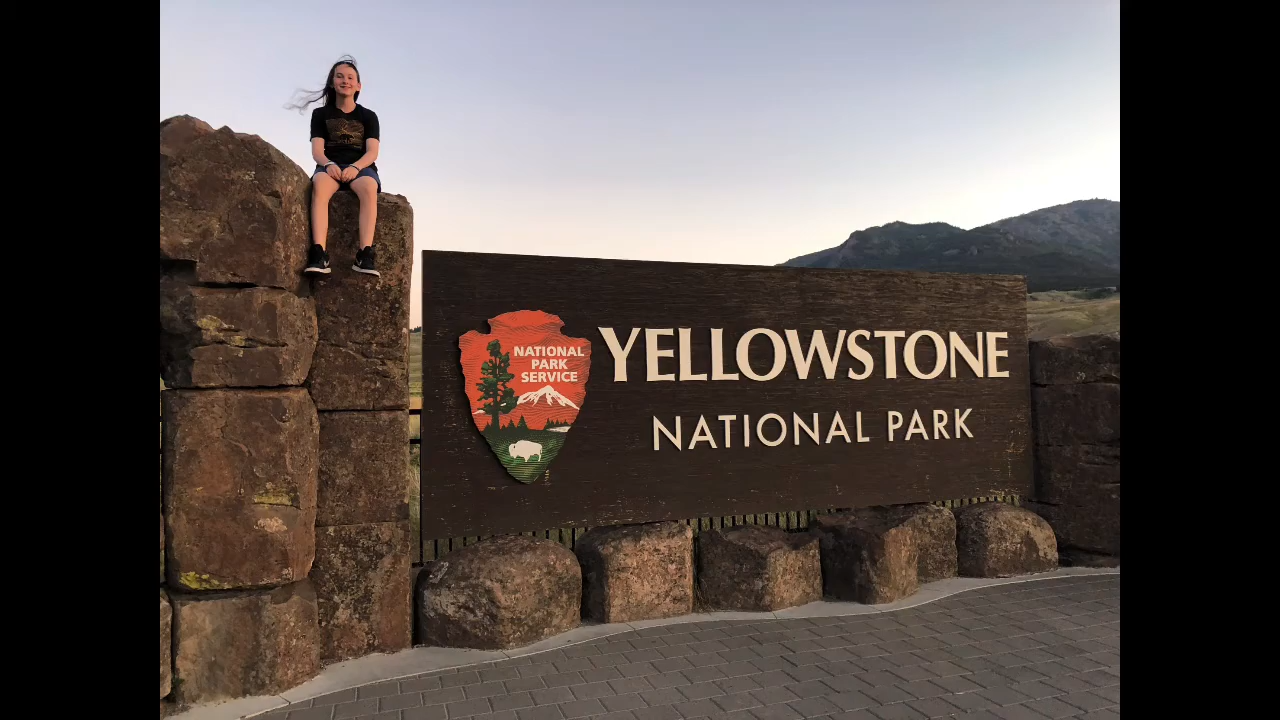 NATIONAL
PARK
SERVICE
YELLOWSTONE
NATIONAL PARK